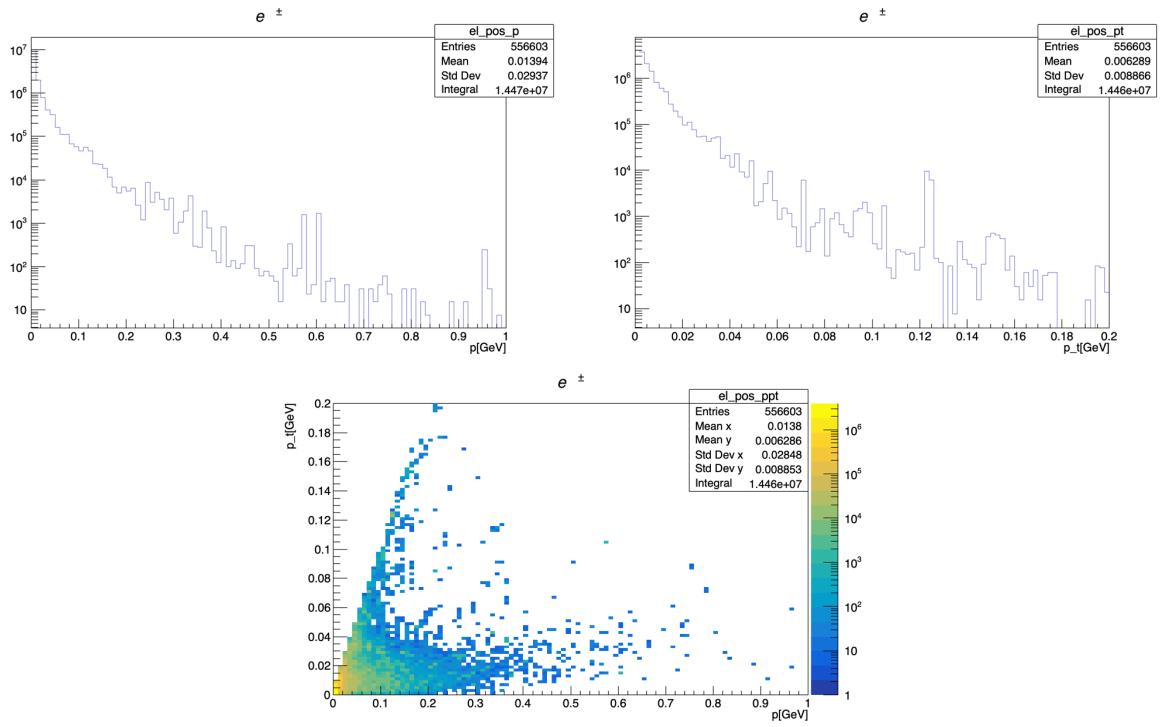 e ±
el_pos_p
Entries 556603
Mean 0.01394
Std Dev 0.02937
Integral 1.447e+07
10⁷
10⁶
10⁵
10⁴
10³
10²
10
0 0.1 0.2 0.3 0.4 0.5 0.6 0.7 0.8 0.9 1
p[GeV]
e ±
el_pos_pt
Entries 556603
Mean 0.006289
Std Dev 0.008866
Integral 1.446e+07
10⁶
10⁵
10⁴
10³
10²
10
0 0.02 0.04 0.06 0.08 0.1 0.12 0.14 0.16 0.18 0.2
p_t[GeV]
e ±
el_pos_ppt
Entries 556603
Mean x 0.0138
Mean y 0.006286
Std Dev x 0.02848
Std Dev y 0.008853
Integral 1.446e+07
p_t[GeV]
0.2
0.18
0.16
0.14
0.12
0.1
0.08
0.06
0.04
0.02
0
0 0.1 0.2 0.3 0.4 0.5 0.6 0.7 0.8 0.9 1
p[GeV]
10⁶
10⁵
10⁴
10³
10²
10
1